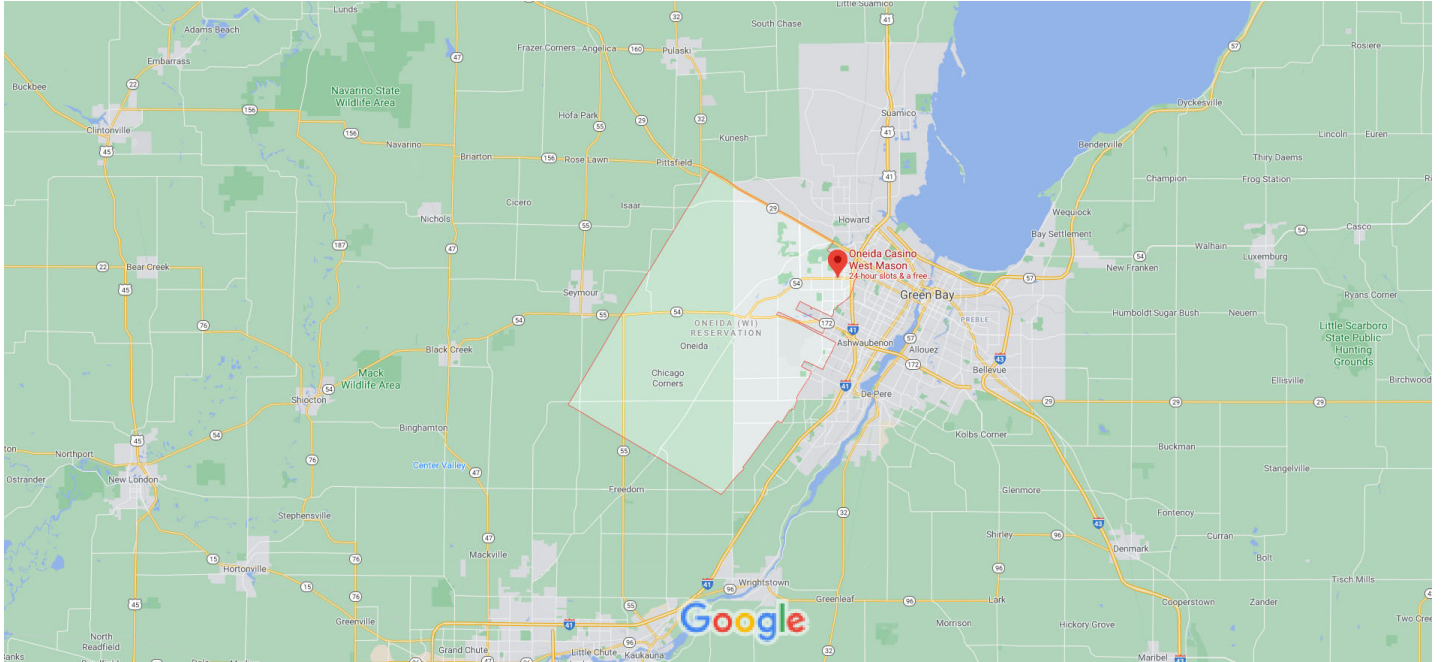 Lunds
Little Suamico
32
41
Adams Beach
South Chase
57
Rosiere
Frazer Corners
Angelica
160
Pulaski
47
Embarrass
Buckbee
22
Navarino State
Wildlife Area
Dyckesville
156
Hofa Park
29
32
Suamico
Clintonville
55
41
156
Kunesh
Lincoln
Euren
45
Navarino
Benderville
Briarton
156
Rose Lawn
Pittsfield
Thiry Daems
41
Champion
Frog Station
Cicero
Isaar
29
Nichols
55
Howard
Wequiock
54
Casco
187
47
Bay Settlement
Walhain
Luxemburg
22
Bear Creek
Oneida Casino
West Mason
24-hour slots & a free...
54
New Franken
57
45
54
Seymour
Green Bay
Ryans Corner
76
54
55
54
ONEIDA (WI)
RESERVATION
172
41
PREBLE
Humboldt Sugar Bush
Neuern
Little Scarboro
State Public
Hunting
Grounds
Oneida
57
Ashwaubenon
Allouez
Black Creek
43
Mack
Wildlife Area
Chicago
Corners
172
Bellevue
54
41
De Pere
Ellisville
Birchwood
Shiocton
29
29
29
Binghamton
Kolbs Corner
54
45
Buckman
55
Northport
76
Center Valley
47
Stangelville
Ostrander
New London
Freedom
Glenmore
32
Fontenoy
Stephensville
43
Shirley
96
Curran
47
Mackville
Denmark
15
76
Bolt
Hortonville
96
15
41
Wrightstown
96
Tisch Mills
45
76
55
Greenleaf
96
Lark
Cooperstown
Zander
Google
Greenville
41
Morrison
Hickory Grove
North
Readfield
96
Grand Chute
Little Chute
Kaukauna
32
Maribel